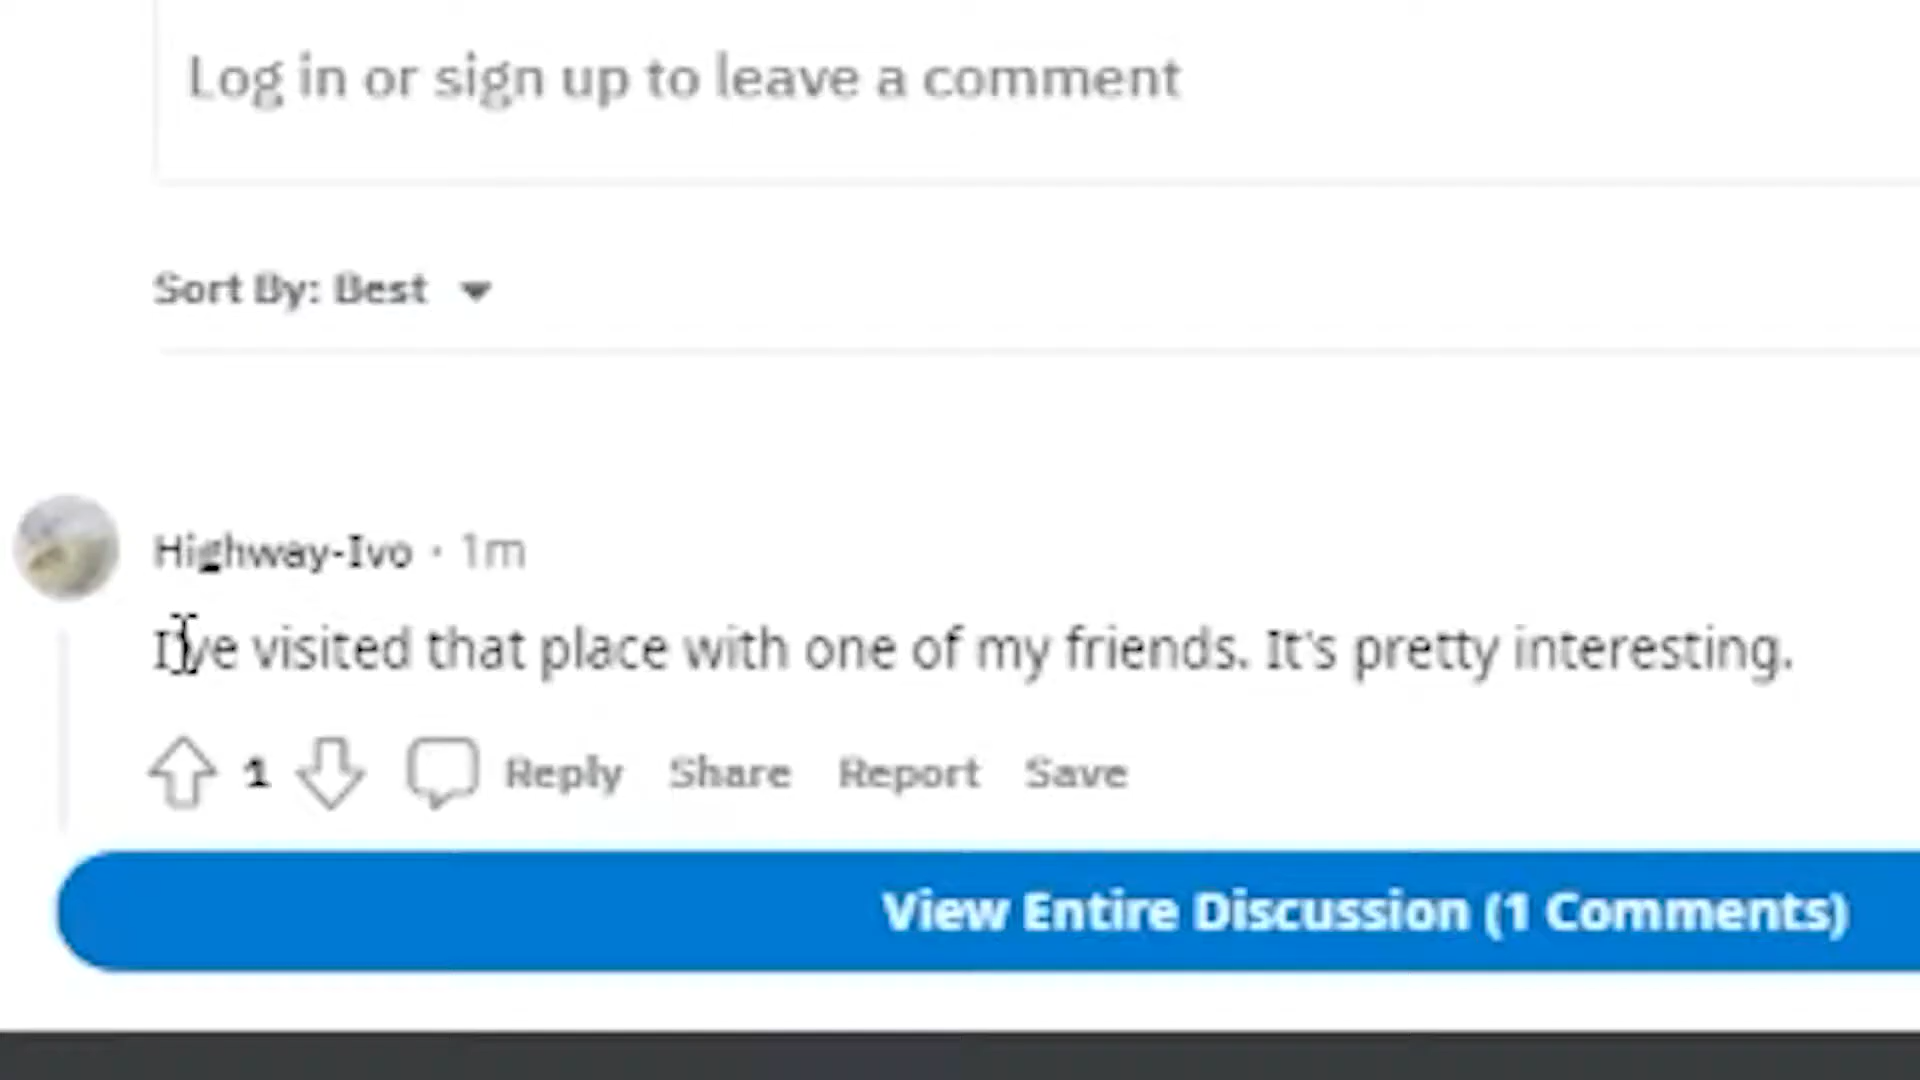 Log in or sign up to leave a comment
Sort By: Best
Highway-Ivo · 1m
I've visited that place with one of my friends. It's pretty interesting.
1 Reply Share Report Save
View Entire Discussion (1 Comments)